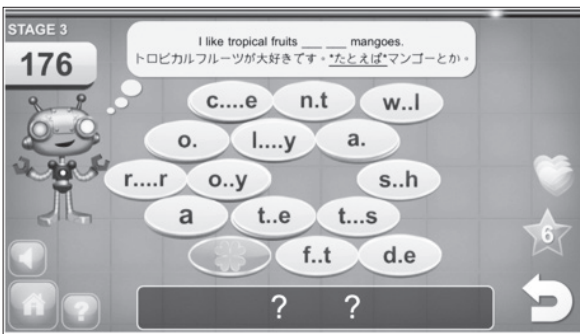 STAGE 3
176
I like tropical fruits ___ ___ mangoes.
トロピカルフルーツが大好きです。*たとえば*マンゴーとか。
c....e n.t w..l
o. l....y a.
r....r o..y s..h
a t..e t...s
f..t d.e
6
? ?
?